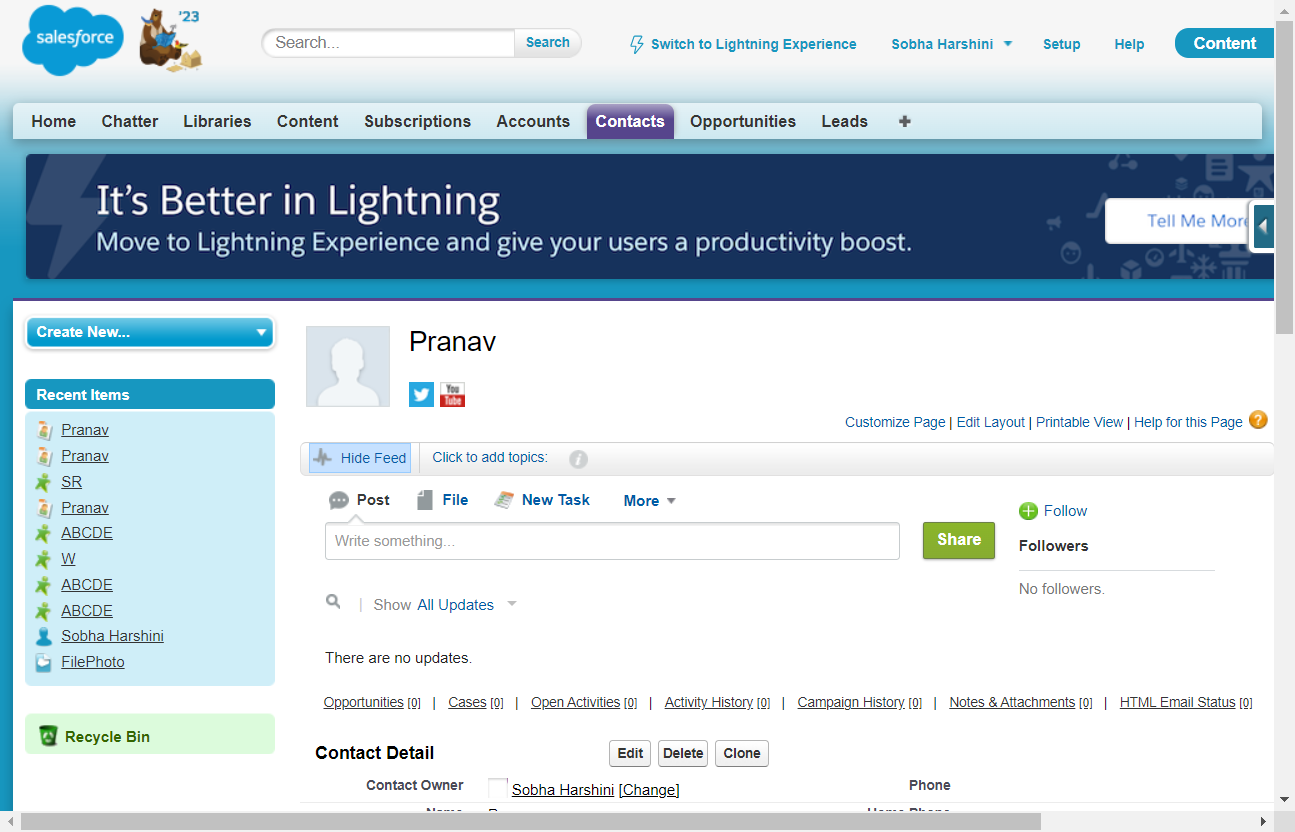 salesforce
'23
Search...
Search
Switch to Lightning Experience
Sobha Harshini
Setup
Help
Content
Home
Chatter
Libraries
Content
Subscriptions
Accounts
Contacts
Opportunities
Leads
+
It's Better in Lightning
Move to Lightning Experience and give your users a productivity boost.
Tell Me More
Create New...
Recent Items
Pranav
Pranav
SR
Pranav
ABCDE
W
ABCDE
ABCDE
Sobha Harshini
FilePhoto
Recycle Bin
Pranav
You
Tube
Customize Page | Edit Layout | Printable View | Help for this Page ?
Hide Feed
Click to add topics:
i
Post
File
New Task
More
Write something...
Share
Follow
Followers
No followers.
| Show All Updates
There are no updates.
Opportunities [0] | Cases [0] | Open Activities [0] | Activity History [0] | Campaign History [0] | Notes & Attachments [0] | HTML Email Status [0]
Contact Detail
Edit
Delete
Clone
Contact Owner
Sobha Harshini [Change]
Phone